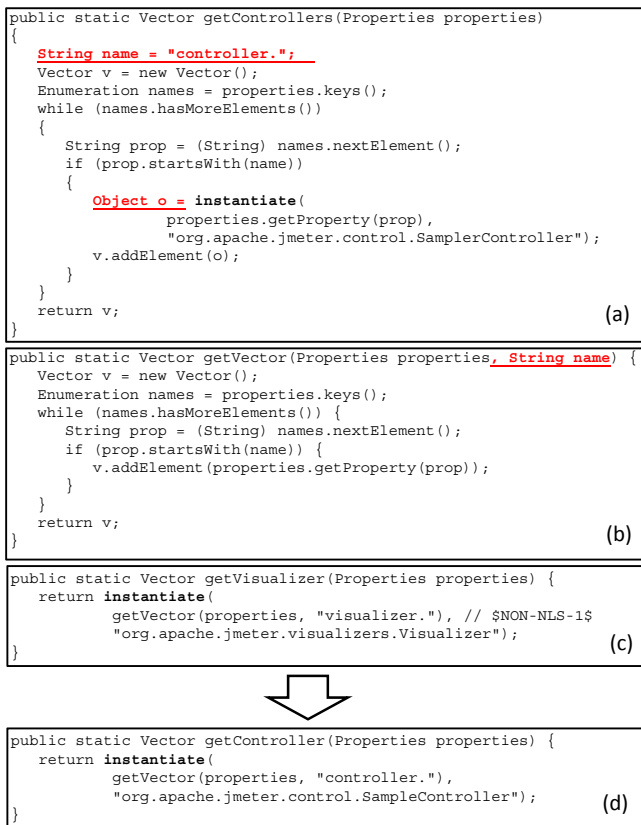 public static Vector getControllers(Properties properties)
{
String name = "controller.";
Vector v = new Vector();
Enumeration names = properties.keys();
while (names.hasMoreElements())
{
String prop = (String) names.nextElement();
if (prop.startsWith(name))
{
Object o = instantiate(
properties.getProperty(prop),
"org.apache.jmeter.control.SamplerController");
v.addElement(o);
}
}
return v;
}
(a)
public static Vector getVector(Properties properties, String name) {
Vector v = new Vector();
Enumeration names = properties.keys();
while (names.hasMoreElements()) {
String prop = (String) names.nextElement();
if (prop.startsWith(name)) {
v.addElement(properties.getProperty(prop));
}
}
return v;
}
(b)
public static Vector getVisualizer(Properties properties) {
return instantiate(
getVector(properties, "visualizer."), // $NON-NLS-1$
"org.apache.jmeter.visualizers.Visualizer");
}
(c)
public static Vector getController(Properties properties) {
return instantiate(
getVector(properties, "controller."),
"org.apache.jmeter.control.SampleController");
}
(d)